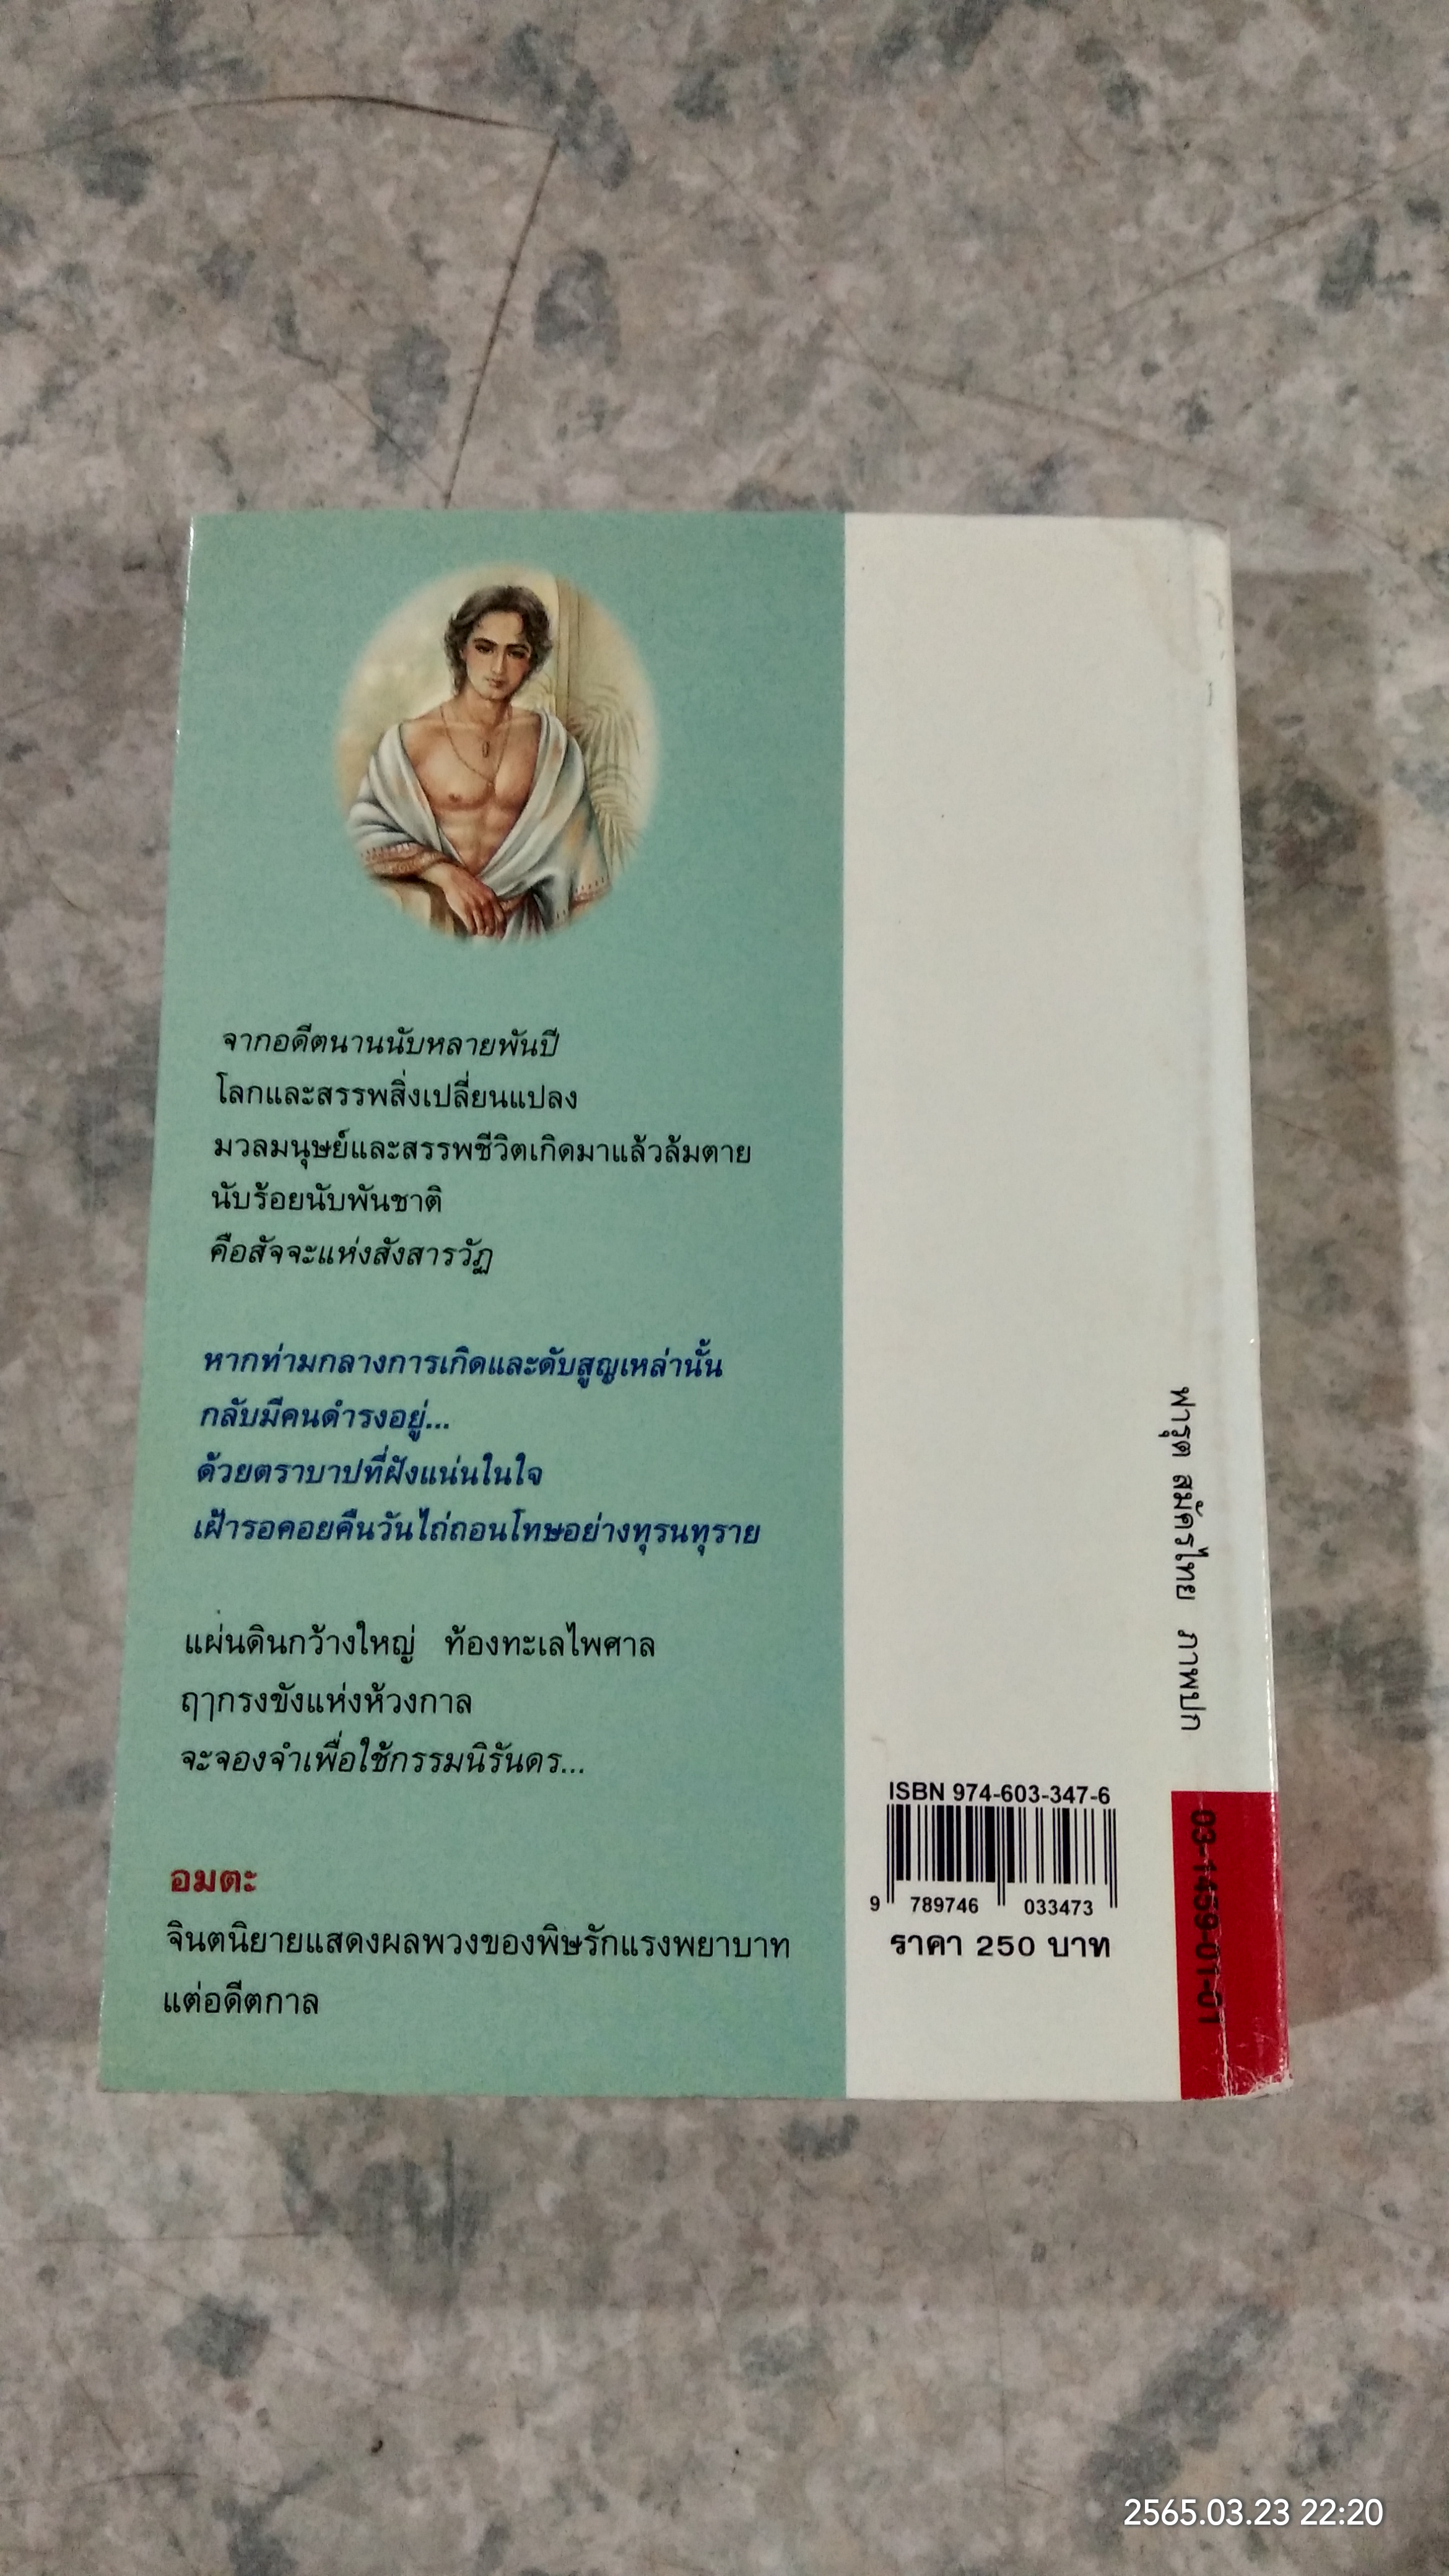 จากอดีตนานนับหลายพันปี
โลกและสรรพสิ่งเปลี่ยนแปลง
มวลมนุษย์และสรรพชีวิตเกิดมาแล้วล้มตาย
นับร้อยนับพันชาติ
คือสัจจะแห่งสังสารวัฏ
หากท่ามกลางการเกิดและดับสูญเหล่านั้น
กลับมีคนดำรงอยู่...
ด้วยตราบาปที่ฝังแน่นในใจ
เฝ้ารอคอยคืนวันไถ่ถอนโทษอย่างทุรนทุราย
แผ่นดินกว้างใหญ่ ท้องทะเลไพศาล
ฤๅกรงขังแห่งห้วงกาล
จะจองจำเพื่อใช้กรรมนิรันดร...
อมตะ
จินตนิยายแสดงผลพวงของพิษรักแรงพยาบาท
แต่อดีตกาล
ฟารุต สมัครไทย ภาพปก
ISBN 974-603-347-6
9 789746 033473
ราคา 250 บาท
03-1459-01-01
2565.03.23 22:20